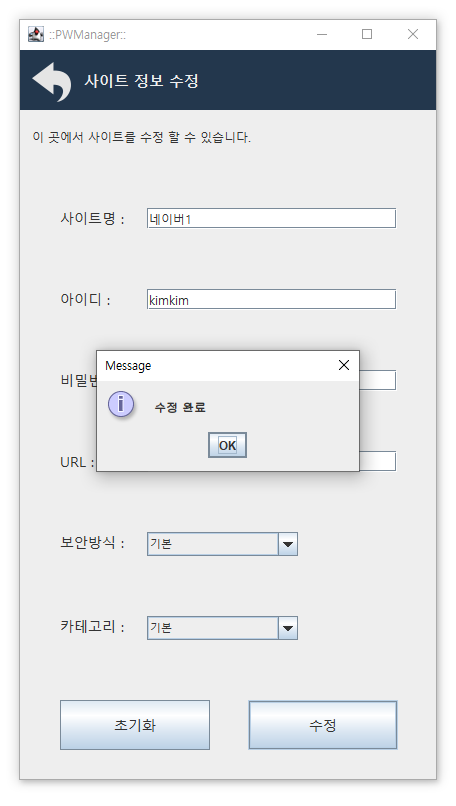 ::PWManager::
사이트 정보 수정
이 곳에서 사이트를 수정 할 수 있습니다.
사이트명 : 네이버1
아이디 : kimkim
Message
수정 완료
OK
URL :
보안방식 : 기본
카테고리 : 기본
초기화 수정